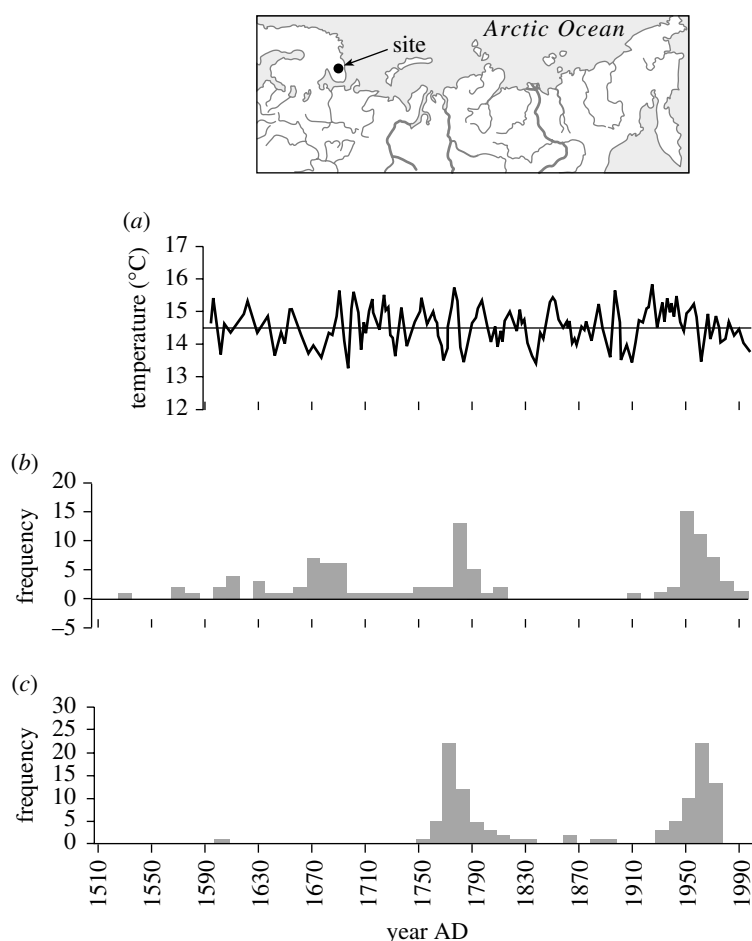 Arctic Ocean
site
(a)
17
16
15
14
13
12
temperature (°C)
(b)
20
15
10
5
0
–5
frequency
(c)
30
25
20
15
10
5
0
frequency
1510 1550 1590 1630 1670 1710 1750 1790 1830 1870 1910 1950 1990
year AD